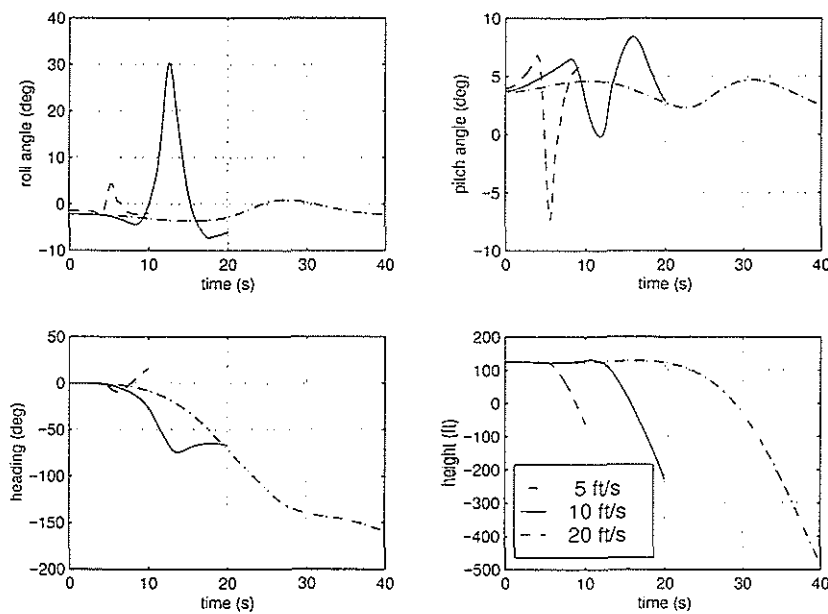 40
30
20
10
0
-10
roll angle (deg)
0 10 20 30 40
time (s)
10
5
0
-5
-10
pitch angle (deg)
0 10 20 30 40
time (s)
50
0
-50
-100
-150
-200
heading (deg)
0 10 20 30 40
time (s)
200
100
0
-100
-200
-300
-400
-500
height (ft)
5 ft/s
10 ft/s
20 ft/s
0 10 20 30 40
time (s)